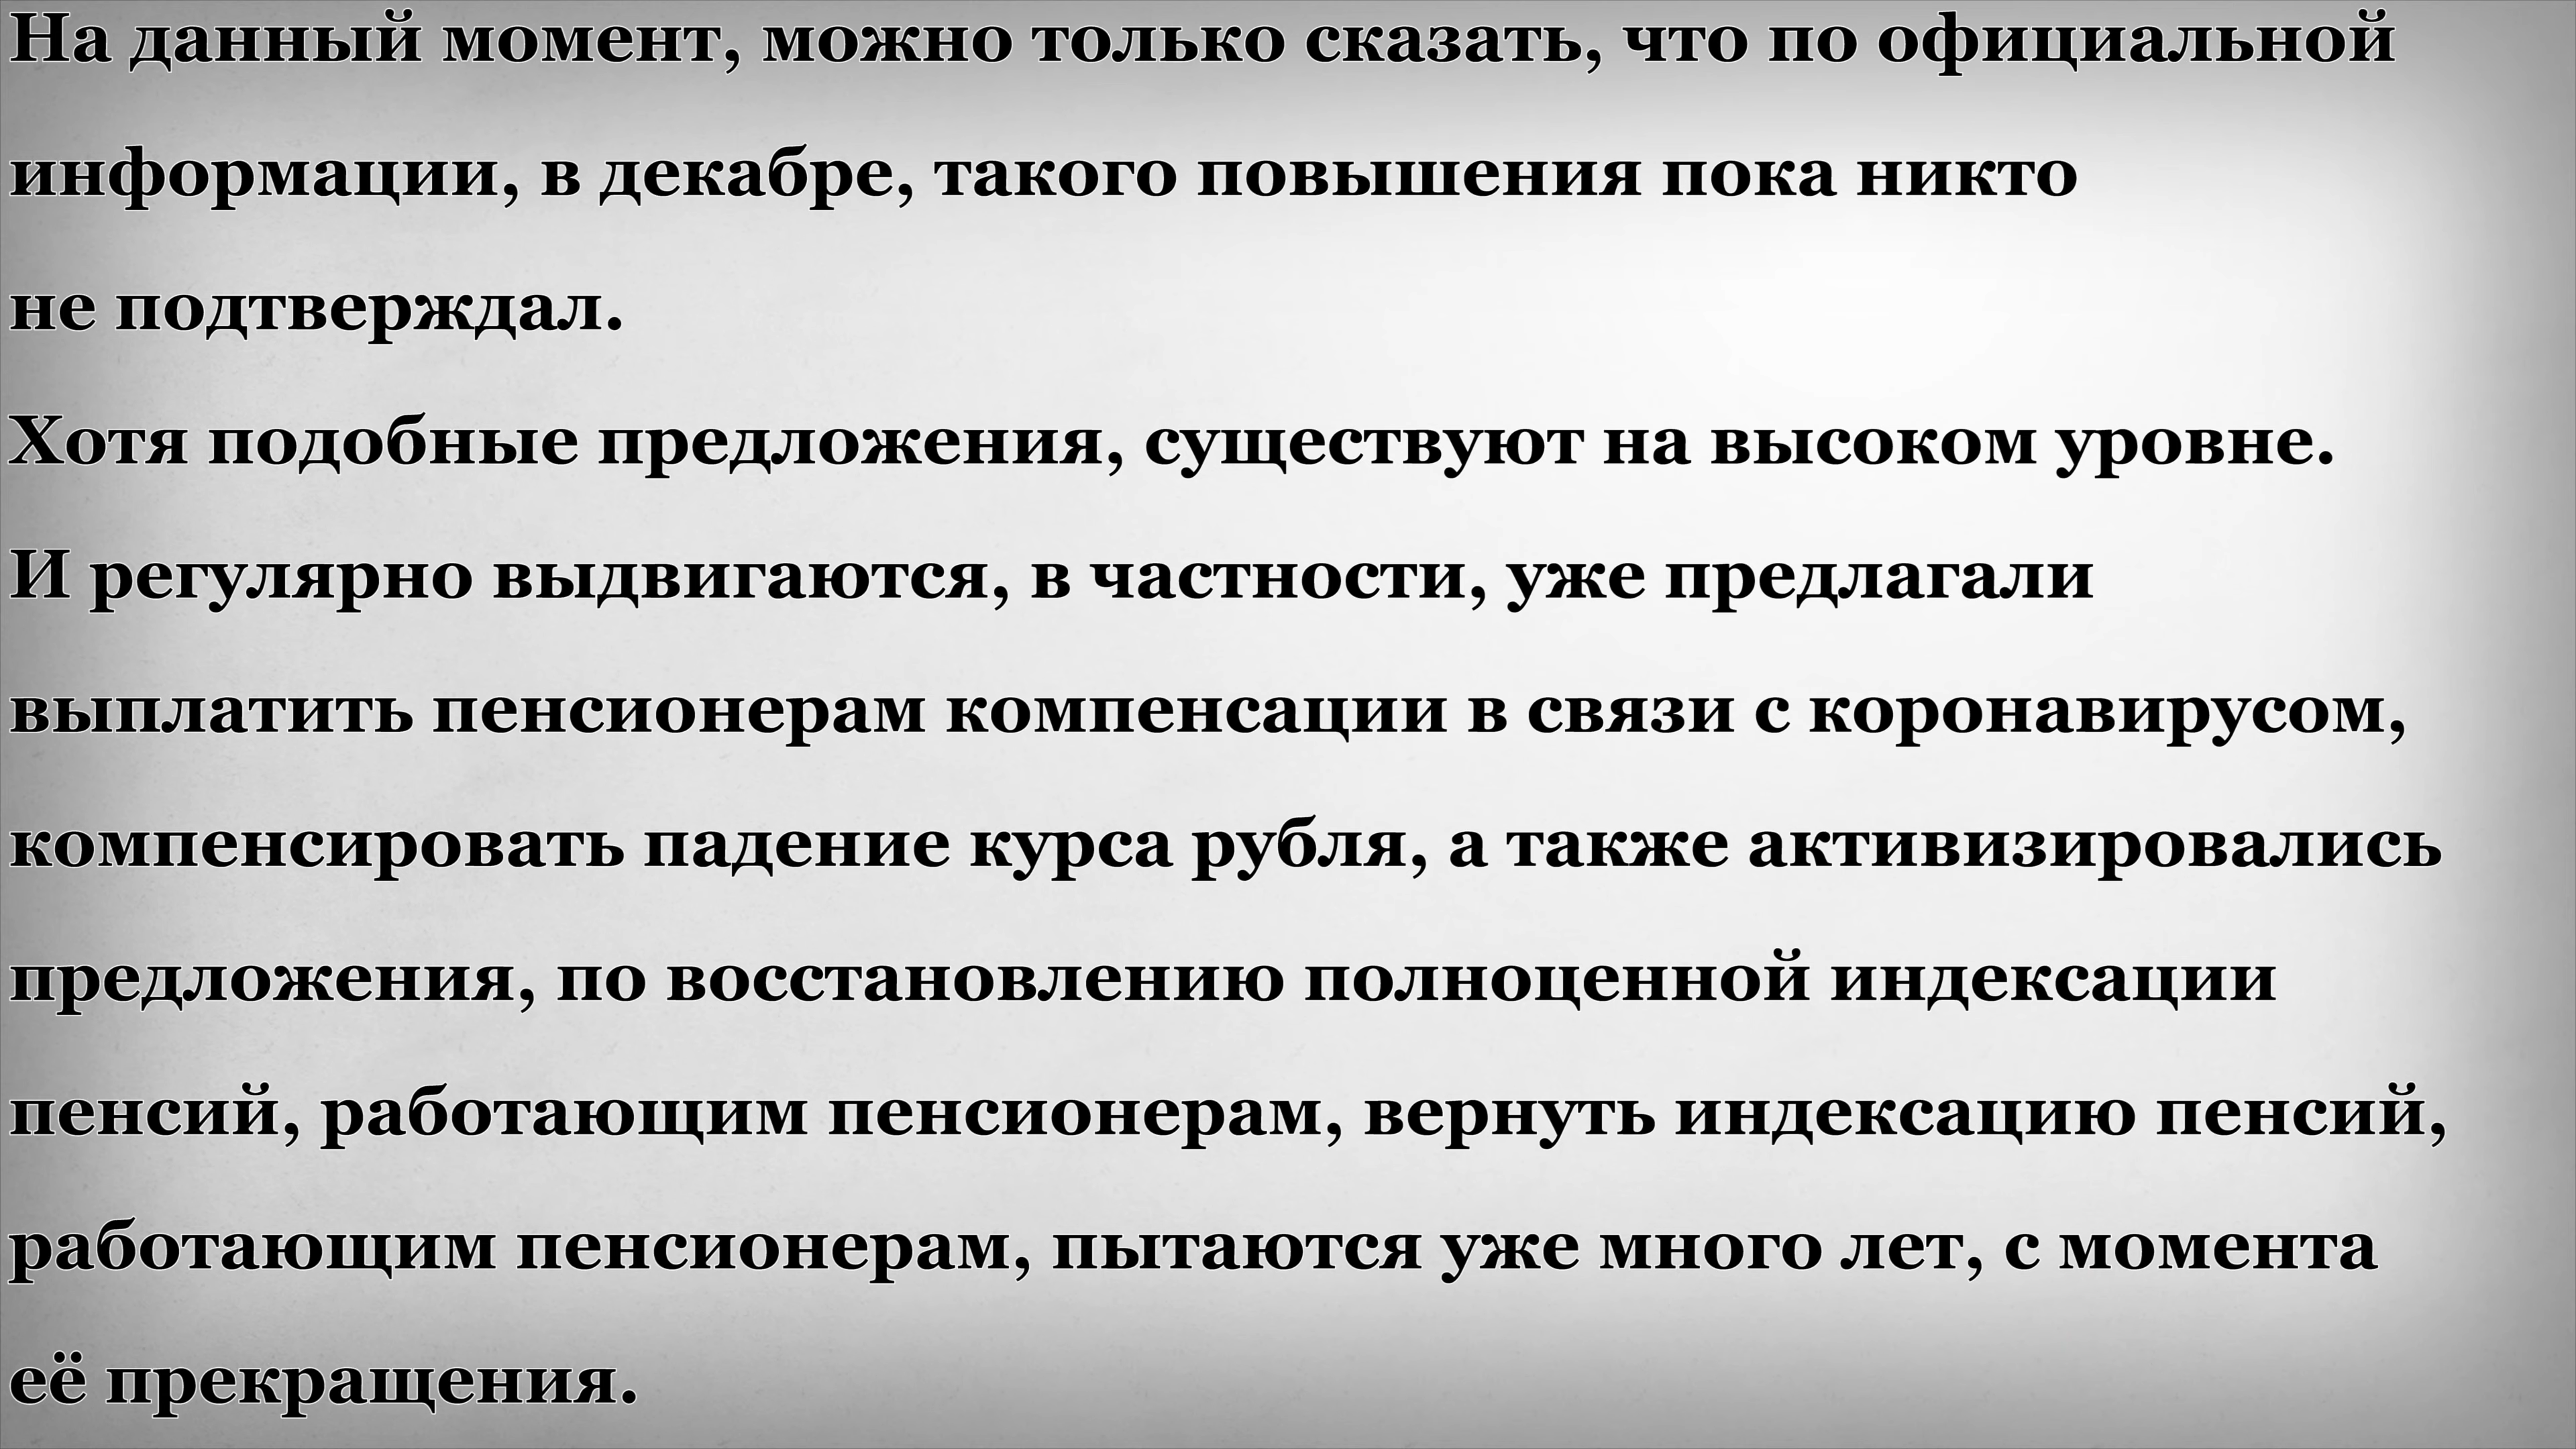 На данный момент, можно только сказать, что по официальной
информации, в декабре, такого повышения пока никто
не подтверждал.
Хотя подобные предложения, существуют на высоком уровне.
И регулярно выдвигаются, в частности, уже предлагали
выплатить пенсионерам компенсации в связи с коронавирусом,
компенсировать падение курса рубля, а также активизировались
предложения, по восстановлению полноценной индексации
пенсий, работающим пенсионерам, вернуть индексацию пенсий,
работающим пенсионерам, пытаются уже много лет, с момента
её прекращения.